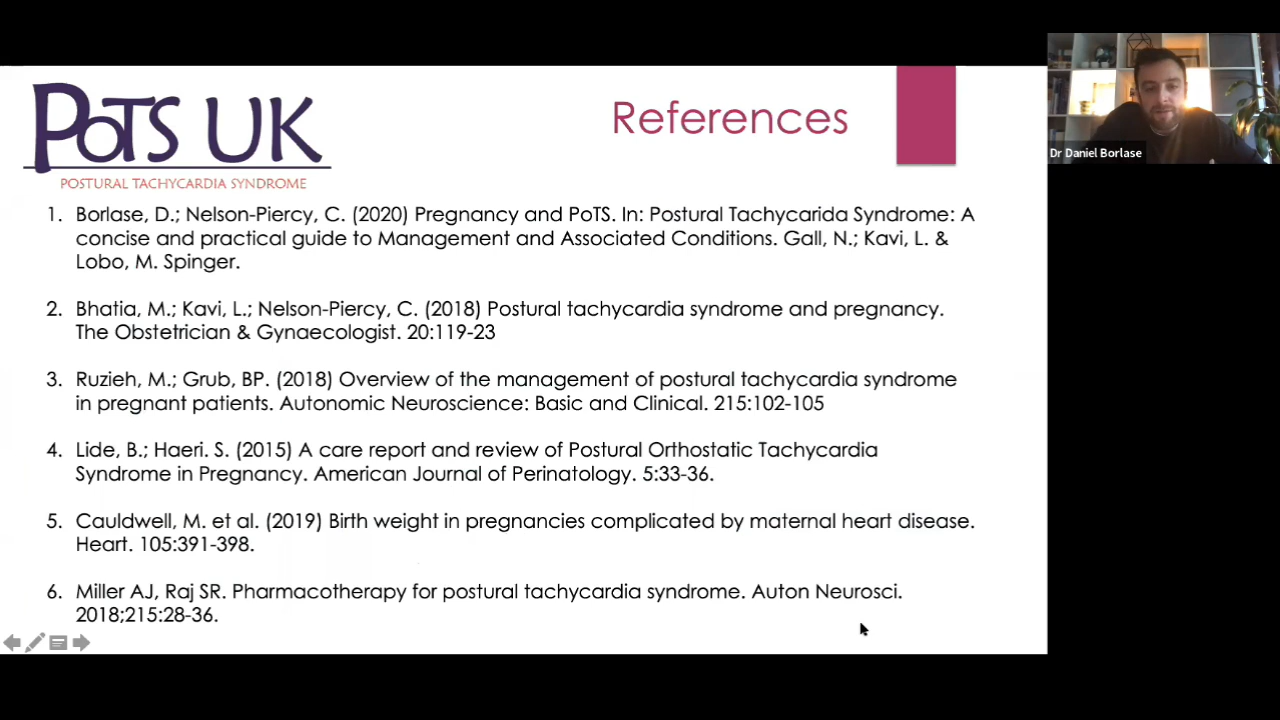 PoTS UK
POSTURAL TACHYCARDIA SYNDROME
References
Dr Daniel Borlase
1. Borlase, D.; Nelson-Piercy, C. (2020) Pregnancy and PoTS. In: Postural Tachycarida Syndrome: A
concise and practical guide to Management and Associated Conditions. Gall, N.; Kavi, L. &
Lobo, M. Spinger.
2. Bhatia, M.; Kavi, L.; Nelson-Piercy, C. (2018) Postural tachycardia syndrome and pregnancy.
The Obstetrician & Gynaecologist. 20:119-23
3. Ruzieh, M.; Grub, BP. (2018) Overview of the management of postural tachycardia syndrome
in pregnant patients. Autonomic Neuroscience: Basic and Clinical. 215:102-105
4. Lide, B.; Haeri. S. (2015) A care report and review of Postural Orthostatic Tachycardia
Syndrome in Pregnancy. American Journal of Perinatology. 5:33-36.
5. Cauldwell, M. et al. (2019) Birth weight in pregnancies complicated by maternal heart disease.
Heart. 105:391-398.
6. Miller AJ, Raj SR. Pharmacotherapy for postural tachycardia syndrome. Auton Neurosci.
2018;215:28-36.